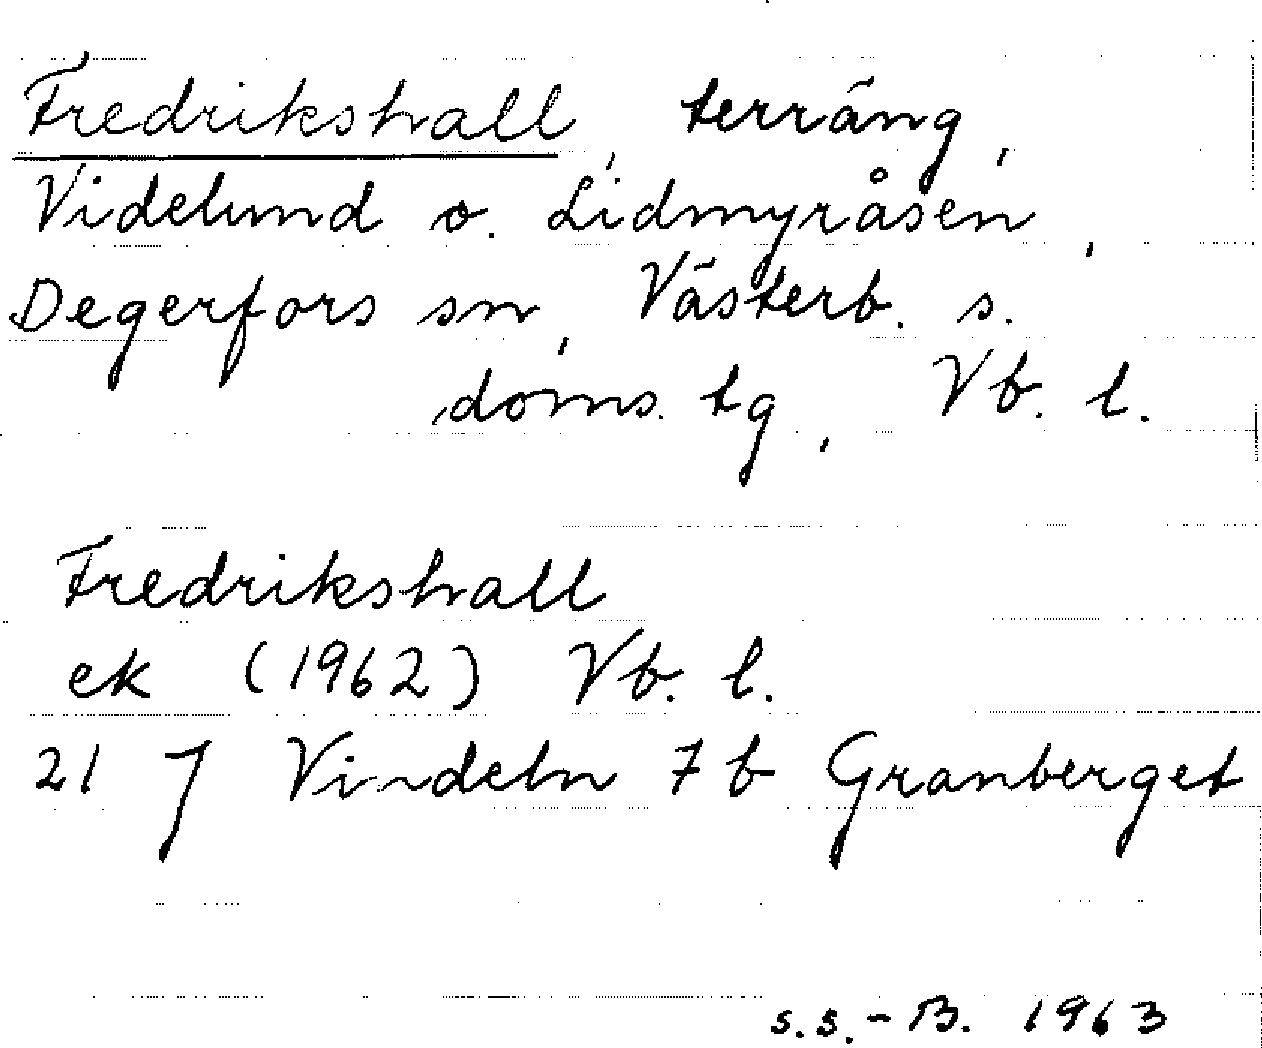 Fredrikshall, terräng,
Videlund o. Lidmyråsen,
Degerfors sn, Västerb. s.
doms. tg, Vb. l.
Fredrikshall
ek (1962) Vb. l.
21 J Vindeln 7 b Granberget
S.S.-B. 1963